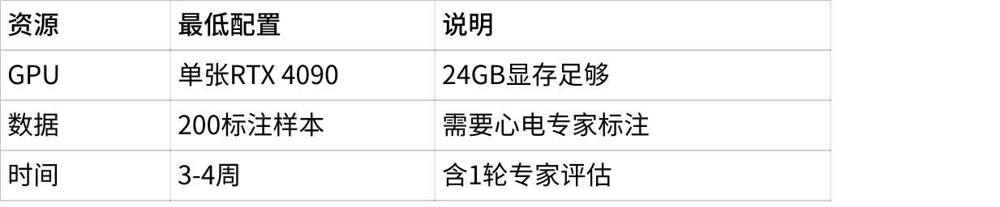 资源 最低配置 说明
GPU 单张RTX 4090 24GB显存足够
数据 200标注样本 需要心电专家标注
时间 3-4周 含1轮专家评估